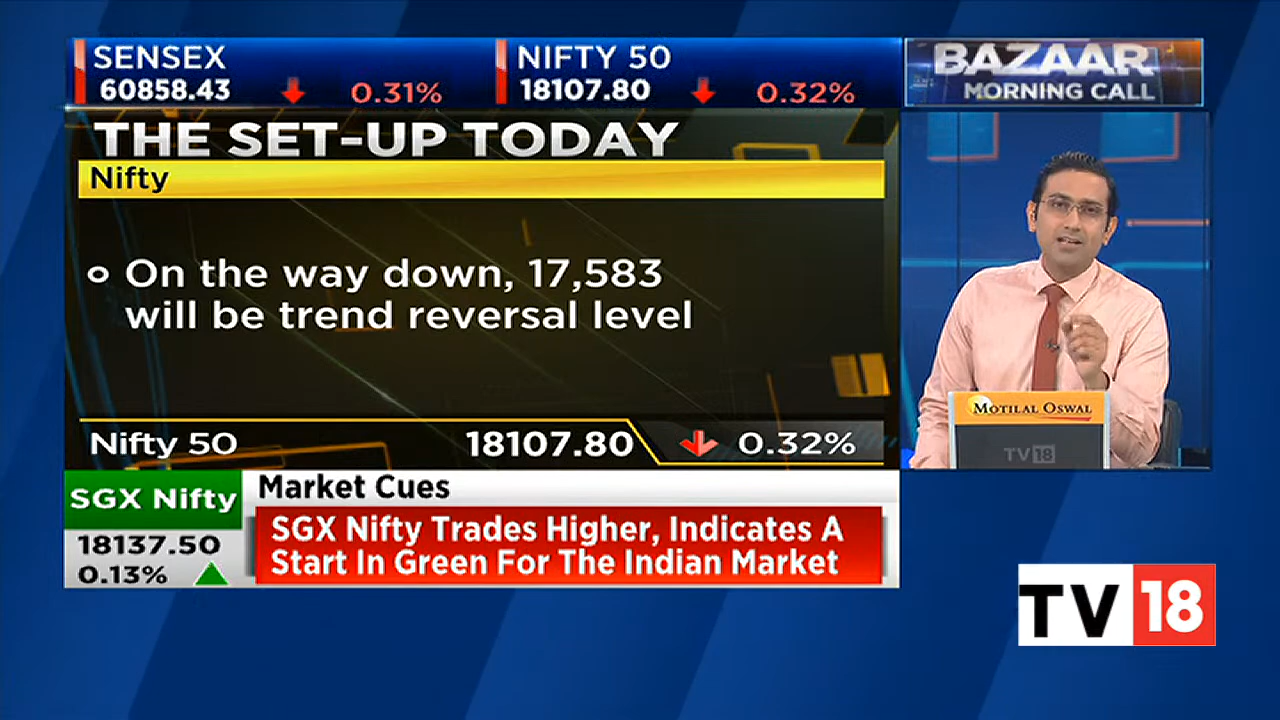 SENSEX
60858.43 0.31%
NIFTY 50
18107.80 0.32%
BAZAAR
MORNING CALL
THE SET-UP TODAY
Nifty
On the way down, 17,583
will be trend reversal level
Nifty 50 18107.80 0.32%
MOTILAL OSWAL
TV18
SGX Nifty
18137.50
0.13%
Market Cues
SGX Nifty Trades Higher, Indicates A
Start In Green For The Indian Market
TV18